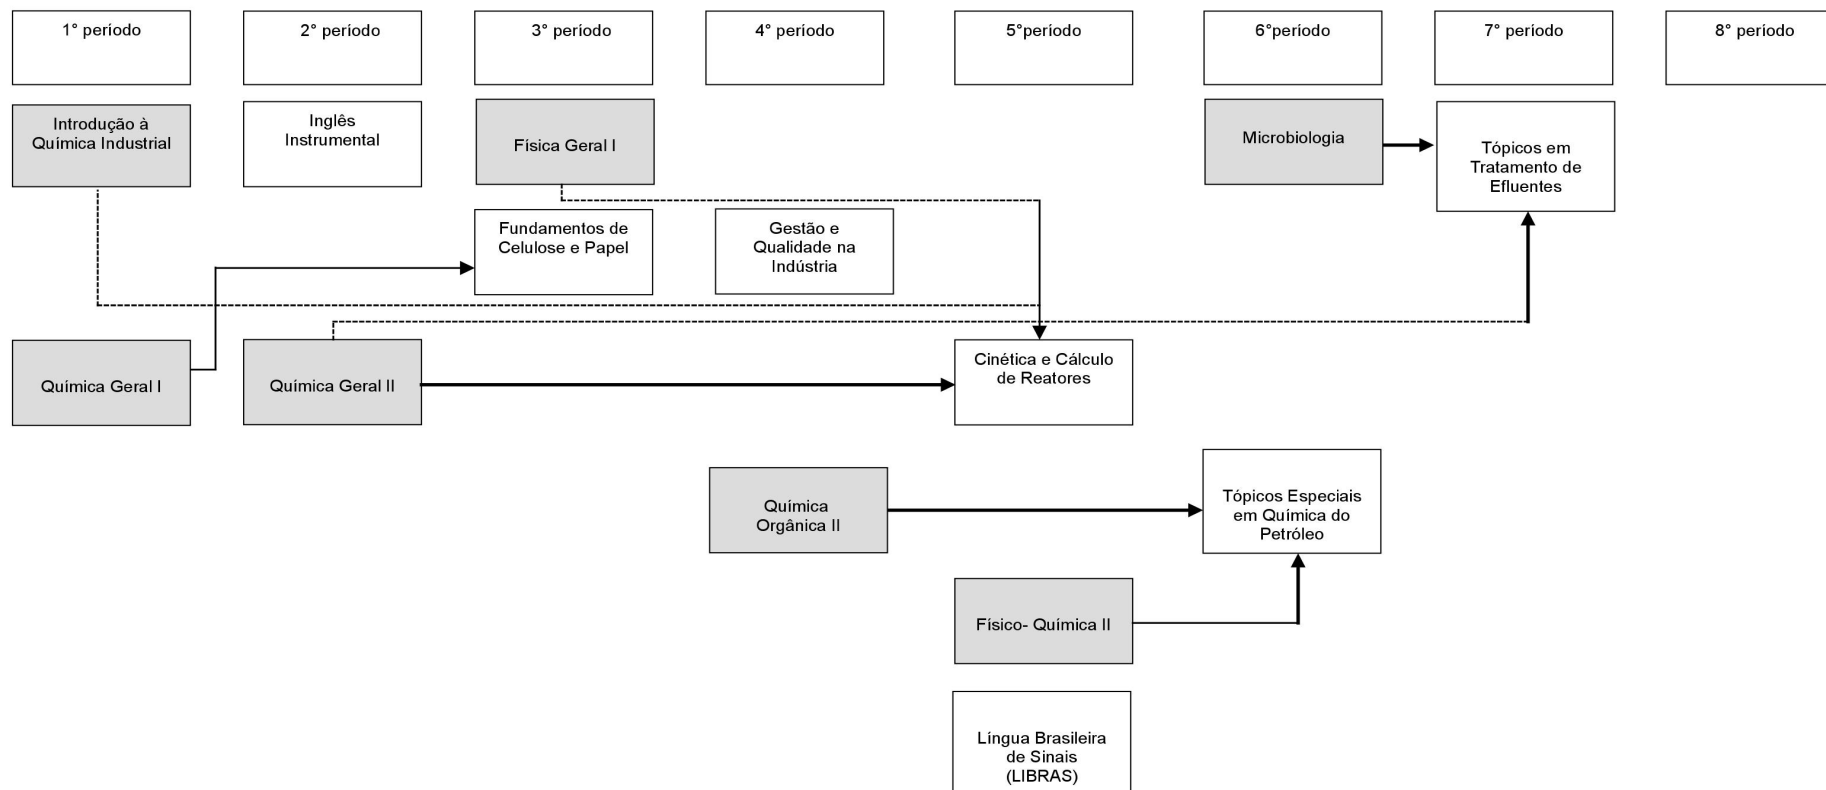 1° período
2° período
3° período
4° período
5°período
6°período
7° período
8° período
Introdução à
Química Industrial
Inglês
Instrumental
Física Geral I
Microbiologia
Tópicos em
Tratamento de
Efluentes
Fundamentos de
Celulose e Papel
Gestão e
Qualidade na
Indústria
Química Geral I
Química Geral II
Cinética e Cálculo
de Reatores
Química
Orgânica II
Tópicos Especiais
em Química do
Petróleo
Físico- Química II
Língua Brasileira
de Sinais
(LIBRAS)